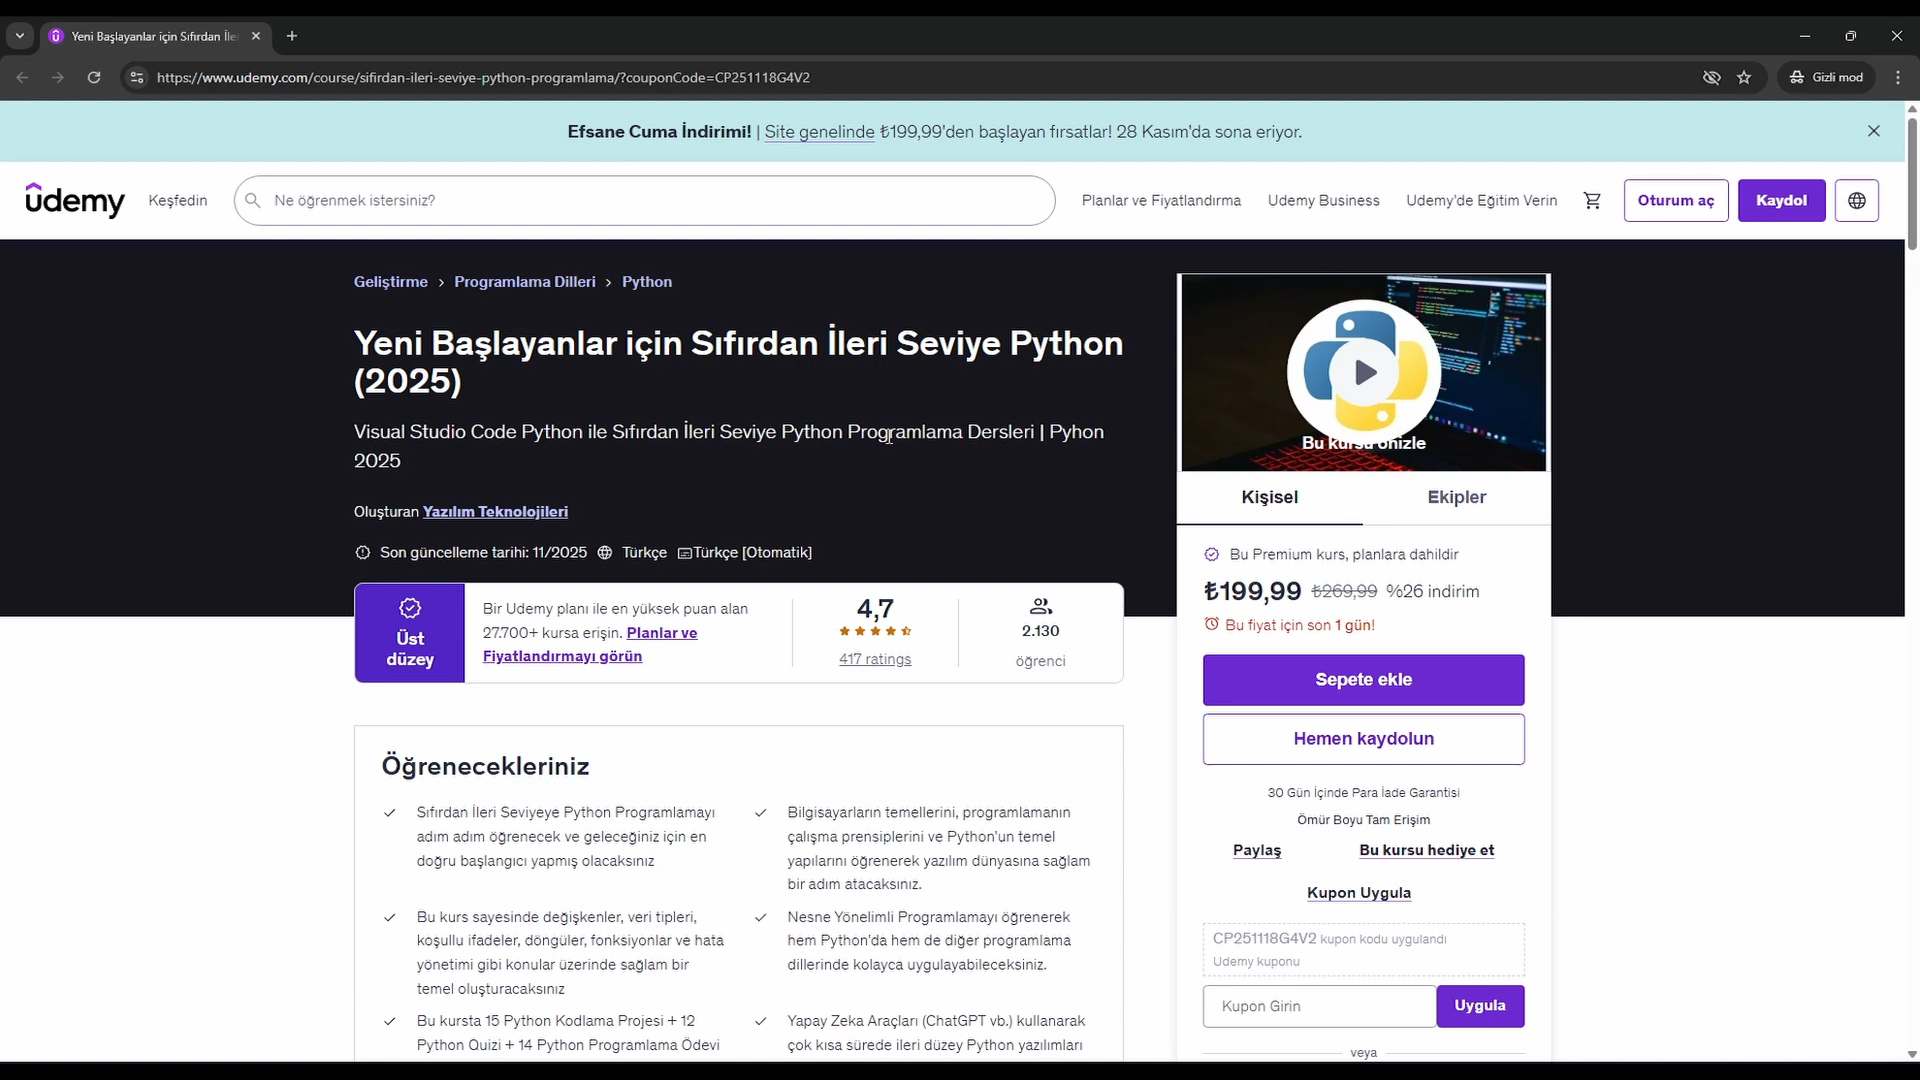 Yeni Başlayanlar için Sıfırdan İle
https://www.udemy.com/course/sifirdan-ileri-seviye-python-programlama/?couponCode=CP251118G4V2
Gizli mod
Efsane Cuma İndirimi! | Site genelinde ₺199,99'den başlayan fırsatlar! 28 Kasım'da sona eriyor.
udemy
Keşfedin
Ne öğrenmek istersiniz?
Planlar ve Fiyatlandırma
Udemy Business
Udemy'de Eğitim Verin
Oturum aç
Kaydol
Geliştirme > Programlama Dilleri > Python
Yeni Başlayanlar için Sıfırdan İleri Seviye Python
(2025)
Visual Studio Code Python ile Sıfırdan İleri Seviye Python Programlama Dersleri | Pyhon
2025
Oluşturan Yazılım Teknolojileri
Son güncelleme tarihi: 11/2025 Türkçe Türkçe [Otomatik]
Üst
düzey
Bir Udemy planı ile en yüksek puan alan
27.700+ kursa erişin. Planlar ve
Fiyatlandırmayı görün
4,7
417 ratings
2.130
öğrenci
Öğrenecekleriniz
Sıfırdan İleri Seviyeye Python Programlamayı
adım adım öğrenecek ve geleceğiniz için en
doğru başlangıcı yapmış olacaksınız
Bilgisayarların temellerini, programlamanın
çalışma prensiplerini ve Python'un temel
yapılarını öğrenerek yazılım dünyasına sağlam
bir adım atacaksınız.
Bu kurs sayesinde değişkenler, veri tipleri,
koşullu ifadeler, döngüler, fonksiyonlar ve hata
yönetimi gibi konular üzerinde sağlam bir
temel oluşturacaksınız
Nesne Yönelimli Programlamayı öğrenerek
hem Python'da hem de diğer programlama
dillerinde kolayca uygulayabileceksiniz.
Bu kursta 15 Python Kodlama Projesi + 12
Python Quizi + 14 Python Programlama Ödevi
Yapay Zeka Araçları (ChatGPT vb.) kullanarak
çok kısa sürede ileri düzey Python yazılımları
Bu kursu önizle
Kişisel
Ekipler
Bu Premium kurs, planlara dahildir
₺199,99 ₺269,99 %26 indirim
Bu fiyat için son 1 gün!
Sepete ekle
Hemen kaydolun
30 Gün İçinde Para İade Garantisi
Ömür Boyu Tam Erişim
Paylaş
Bu kursu hediye et
Kupon Uygula
CP251118G4V2 kupon kodu uygulandı
Udemy kuponu
Kupon Girin
Uygula
veya